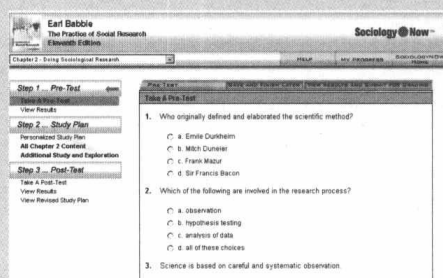 Earl Babbie
The Practice of Social Research
Eleventh Edition
Sociology Now™
Chapter 2 - Doing Sociological Research
HELP
MY PROGRESS
HOME
Step 1 ... Pre-Test
Take A Pre-Test
View Results
Step 2 ... Study Plan
Personalized Study Plan
All Chapter 2 Content
Additional Study and Exploration
Step 3 ... Post-Test
Take A Post-Test
View Results
View Revised Study Plan
Pre-Test
Take A Pre-Test
1. Who originally defined and elaborated the scientific method?
a. Emile Durkheim
b. Mitch Duneier
c. Frank Mazur
d. Sir Francis Bacon
2. Which of the following are involved in the research process?
a. observation
b. hypothesis testing
c. analysis of data
d. all of these choices
3. Science is based on careful and systematic observation